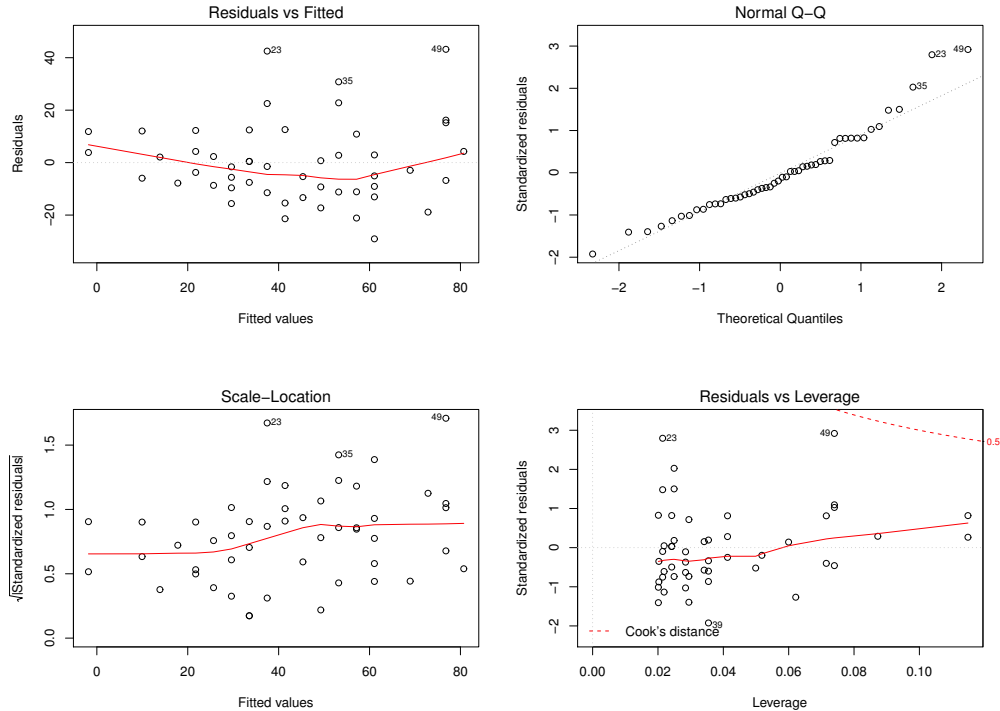 Residuals vs Fitted
Residuals
40
20
0
−20
23
35
49
0 20 40 60 80
Fitted values
Normal Q−Q
Standardized residuals
3
2
1
0
−1
−2
23
49
35
−2 −1 0 1 2
Theoretical Quantiles
Scale−Location
√|Standardized residuals|
1.5
1.0
0.5
0.0
23
35
49
0 20 40 60 80
Fitted values
Residuals vs Leverage
Standardized residuals
3
2
1
0
−1
−2
23
49
39
0.5
Cook's distance
0.00 0.02 0.04 0.06 0.08 0.10
Leverage